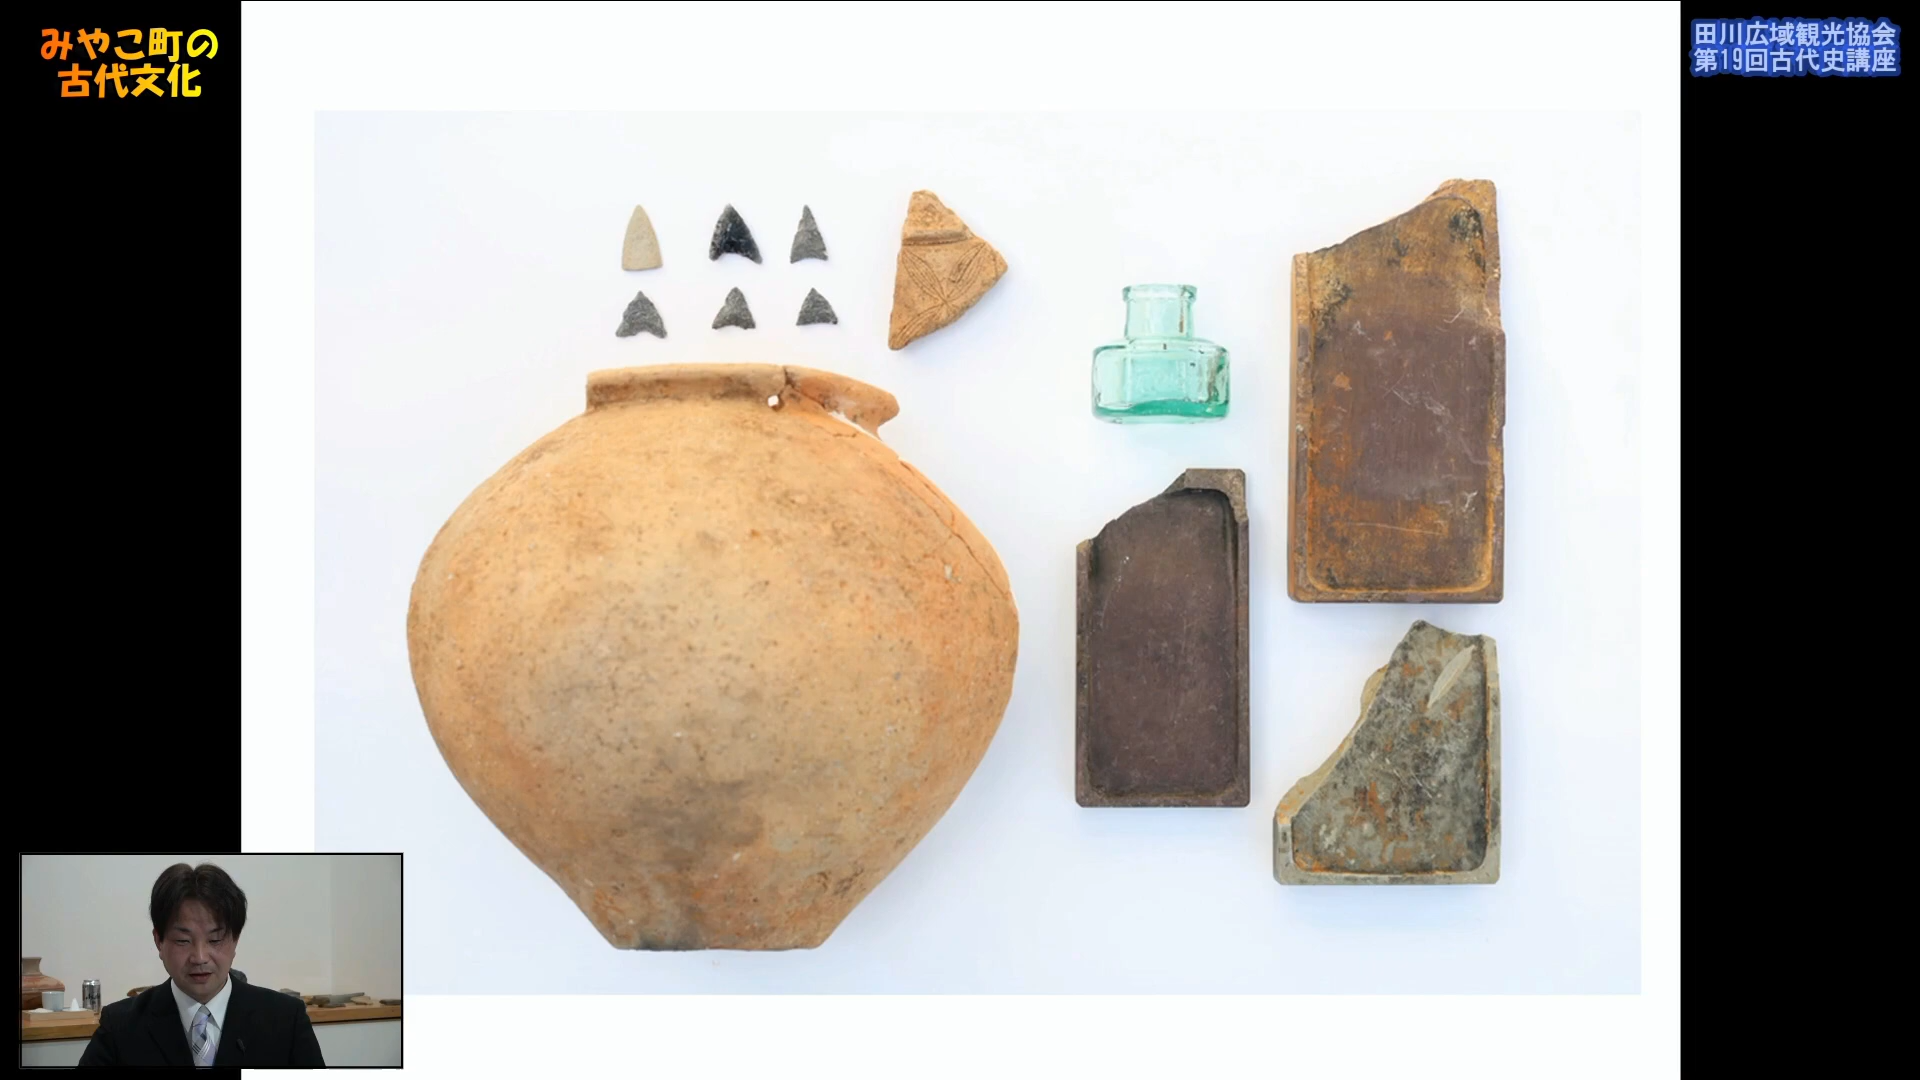 みやこ町の
古代文化
田川広域観光協会
第19回古代史講座